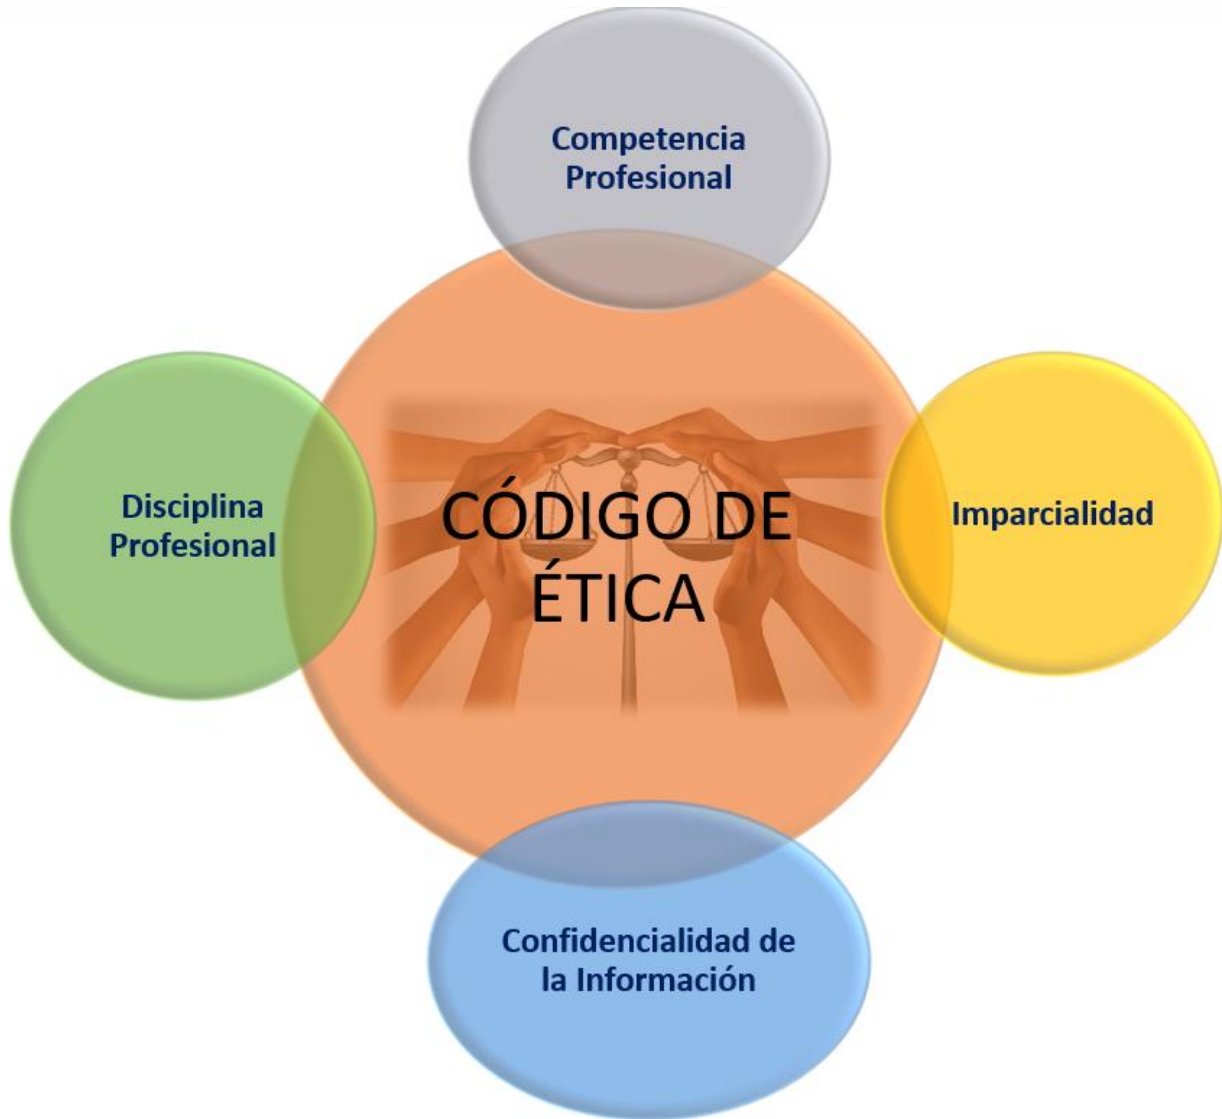 Competencia
Profesional
Disciplina
Profesional
CÓDIGO DE
ÉTICA
Imparcialidad
Confidencialidad de
la Información